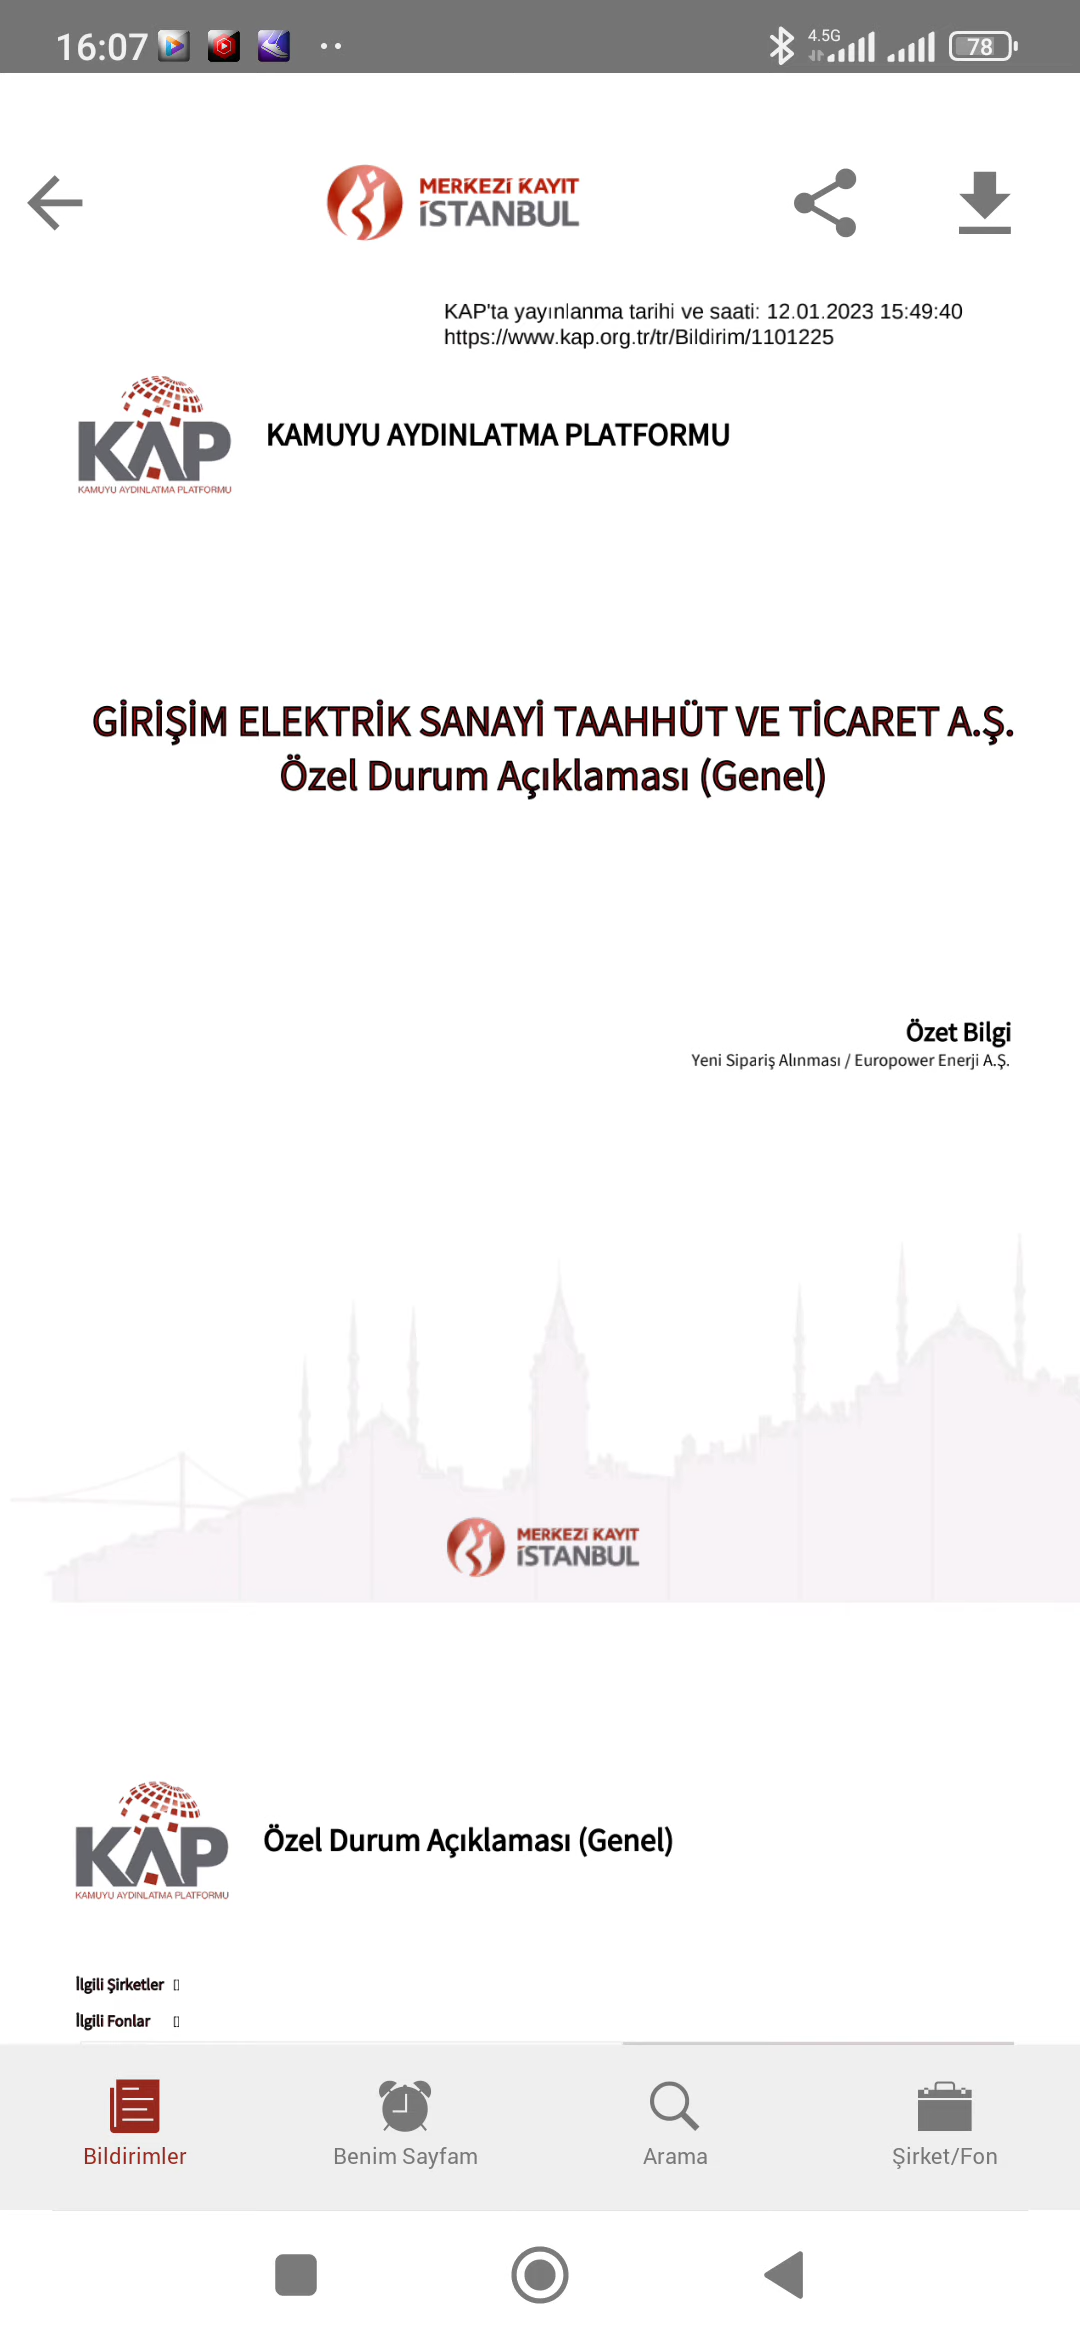 16:07
4.5G
78
MERKEZİ KAYIT
İSTANBUL
KAP'ta yayınlanma tarihi ve saati: 12.01.2023 15:49:40
https://www.kap.org.tr/tr/Bildirim/1101225
KAP
KAMUYU AYDINLATMA PLATFORMU
KAMUYU AYDINLATMA PLATFORMU
GİRİŞİM ELEKTRİK SANAYİ TAAHHÜT VE TİCARET A.Ş.
Özel Durum Açıklaması (Genel)
Özet Bilgi
Yeni Sipariş Alınması / Europower Enerji A.Ş.
MERKEZİ KAYIT
İSTANBUL
KAP
KAMUYU AYDINLATMA PLATFORMU
Özel Durum Açıklaması (Genel)
İlgili Şirketler
İlgili Fonlar
Bildirimler
Benim Sayfam
Arama
Şirket/Fon